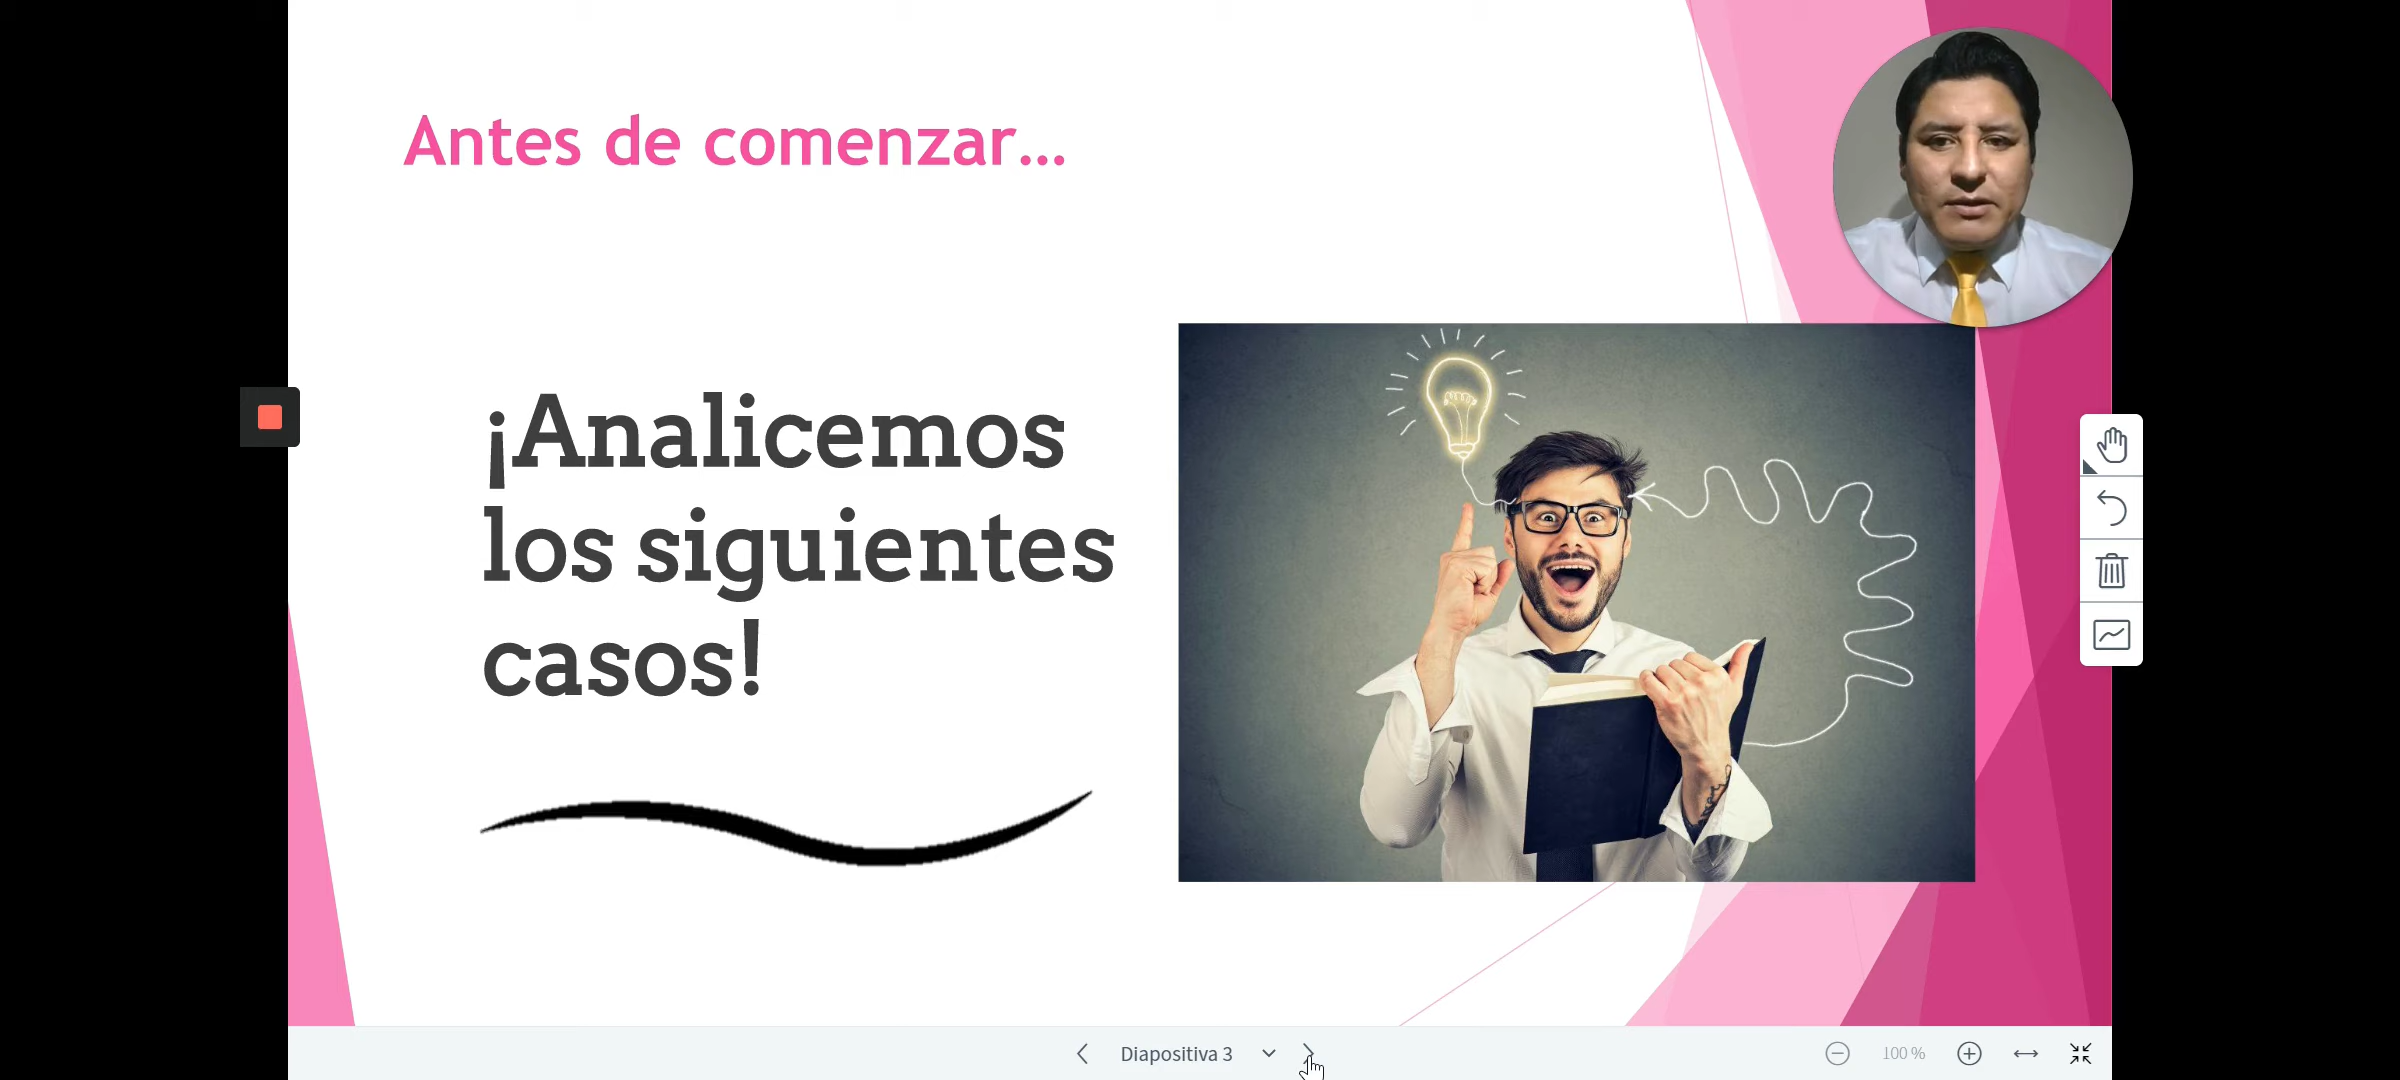 Antes de comenzar...
¡Analicemos
los siguientes
casos!
Diapositiva 3
100 %